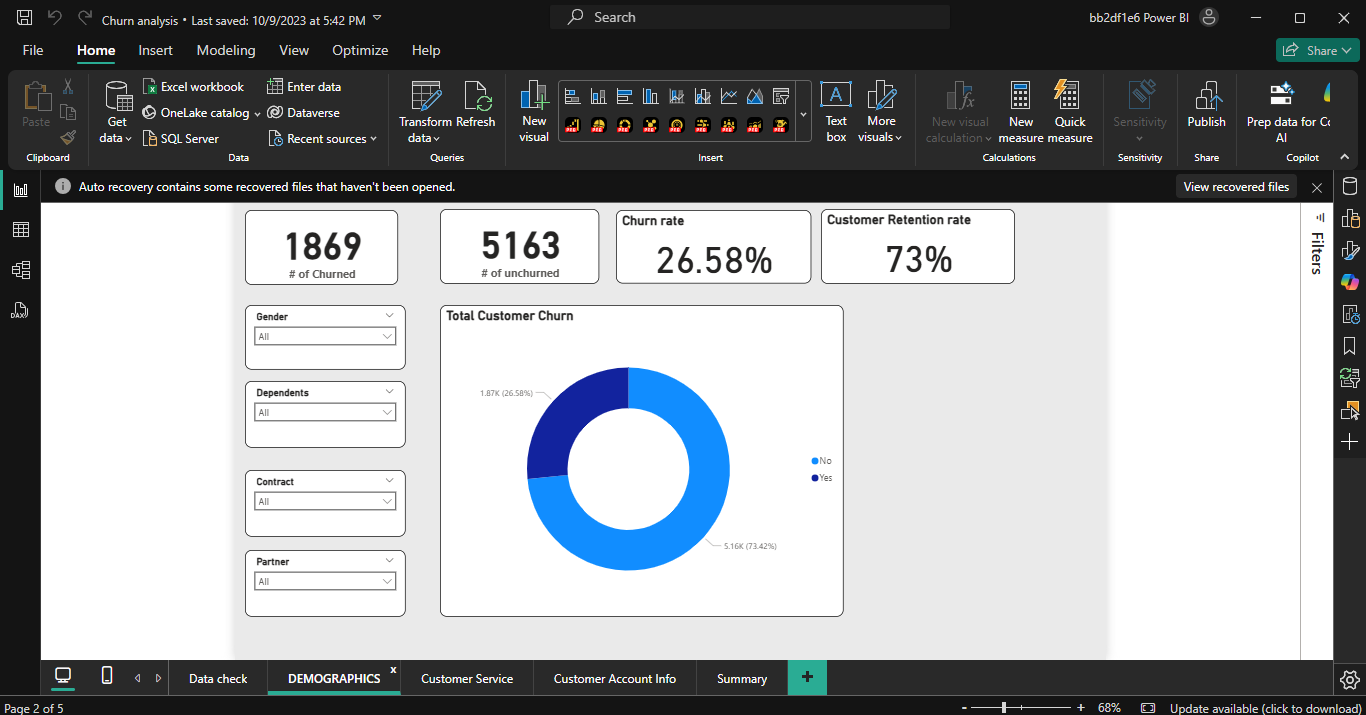 Churn analysis • Last saved: 10/9/2023 at 5:42 PM
Search
bb2df1e6 Power BI
File Home Insert Modeling View Optimize Help
Share
Paste
Clipboard
Get data
Excel workbook
OneLake catalog
SQL Server
Enter data
Dataverse
Recent sources
Data
Transform data
Refresh
Queries
New visual
Text box
More visuals
Insert
New visual calculation
New measure
Quick measure
Calculations
Sensitivity
Sensitivity
Publish
Share
Prep data for AI
Co
Copilot
Auto recovery contains some recovered files that haven't been opened.
View recovered files
1869
# of Churned
5163
# of unchurned
Churn rate
26.58%
Customer Retention rate
73%
Filters
Gender
All
Dependents
All
Contract
All
Partner
All
Total Customer Churn
1.87K (26.58%)
5.16K (73.42%)
No
Yes
DAX
Data check
DEMOGRAPHICS
x
Customer Service
Customer Account Info
Summary
+
Page 2 of 5
- + 68%
Update available (click to download)